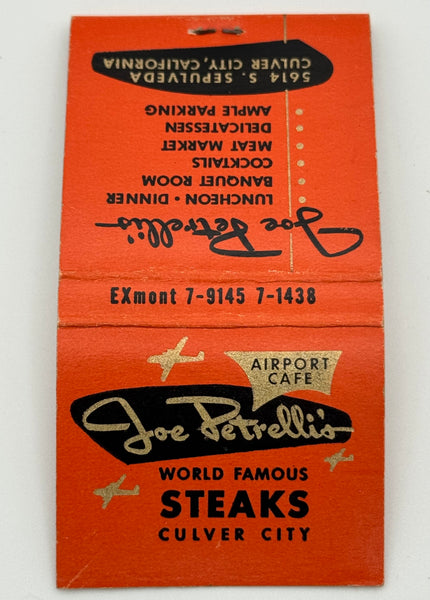 5614 S. SEPULVEDA
CULVER CITY, CALIFORNIA
AMPLE PARKING
DELICATESSEN
MEAT MARKET
COCKTAILS
BANQUET ROOM
LUNCHEON • DINNER
Joe Petrelli's
EXmont 7-9145 7-1438
AIRPORT
CAFE
Joe Petrelli's
WORLD FAMOUS
STEAKS
CULVER CITY